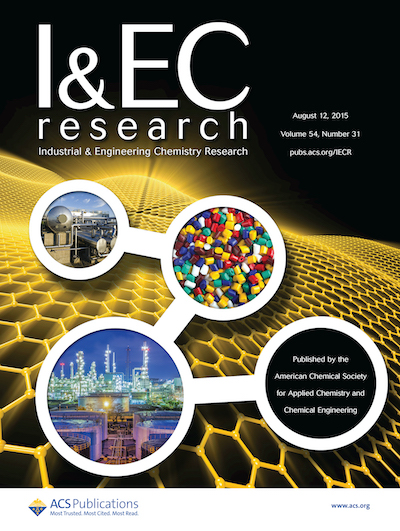 I&EC
research
Industrial & Engineering Chemistry Research
August 12, 2015
Volume 54, Number 31
pubs.acs.org/IECR
Published by the
American Chemical Society
for Applied Chemistry and
Chemical Engineering
ACS Publications
Most Trusted. Most Cited. Most Read.
www.acs.org